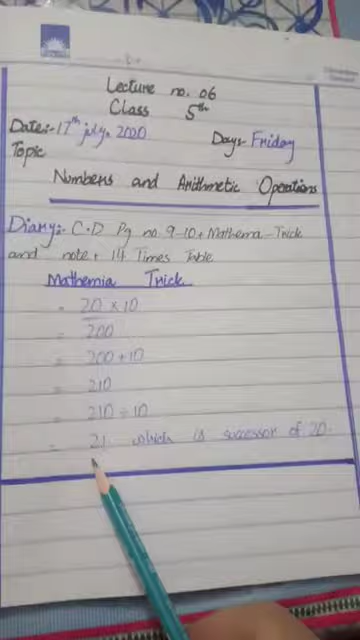 Lecture no. 06
Class 5th
Date:- 17th july, 2020 Day:- Friday
Topic
Numbers and Arithmetic Operations
Diary:- C.D Pg no. 9-10 + Mathema-Trick
and note + 14 Times Table
Mathemia Trick
= 20 × 10
= 200
= 200 + 10
= 210
= 210 ÷ 10
= 21 which is successor of 20.